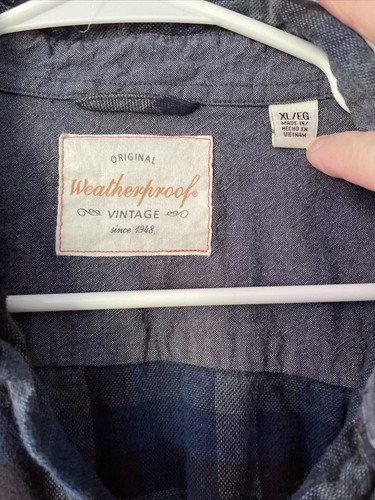 ORIGINAL
Weatherproof®
VINTAGE
since 1948
XL/EG
MADE IN/
HECHO EN
VIETNAM